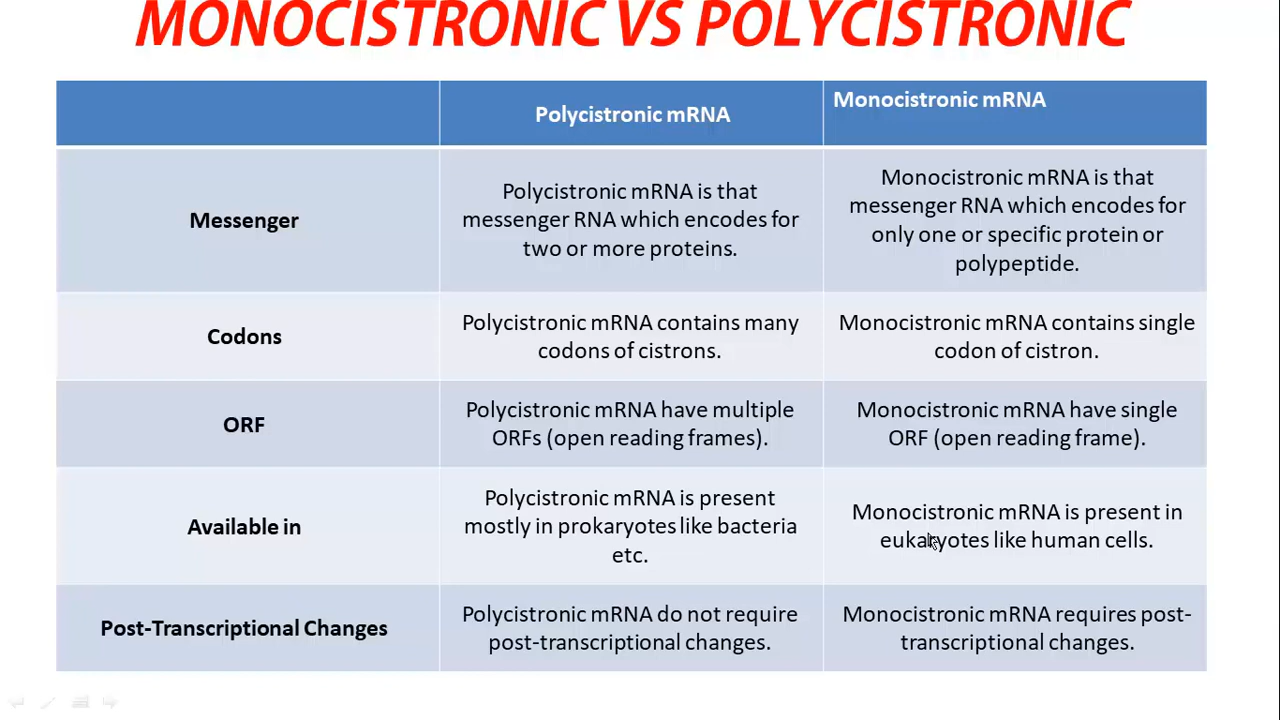 MONOCISTRONIC VS POLYCISTRONIC
Polycistronic mRNA
Monocistronic mRNA
Messenger
Polycistronic mRNA is that
messenger RNA which encodes for
two or more proteins.
Monocistronic mRNA is that
messenger RNA which encodes for
only one or specific protein or
polypeptide.
Codons
Polycistronic mRNA contains many
codons of cistrons.
Monocistronic mRNA contains single
codon of cistron.
ORF
Polycistronic mRNA have multiple
ORFs (open reading frames).
Monocistronic mRNA have single
ORF (open reading frame).
Available in
Polycistronic mRNA is present
mostly in prokaryotes like bacteria
etc.
Monocistronic mRNA is present in
eukaryotes like human cells.
Post-Transcriptional Changes
Polycistronic mRNA do not require
post-transcriptional changes.
Monocistronic mRNA requires post-
transcriptional changes.